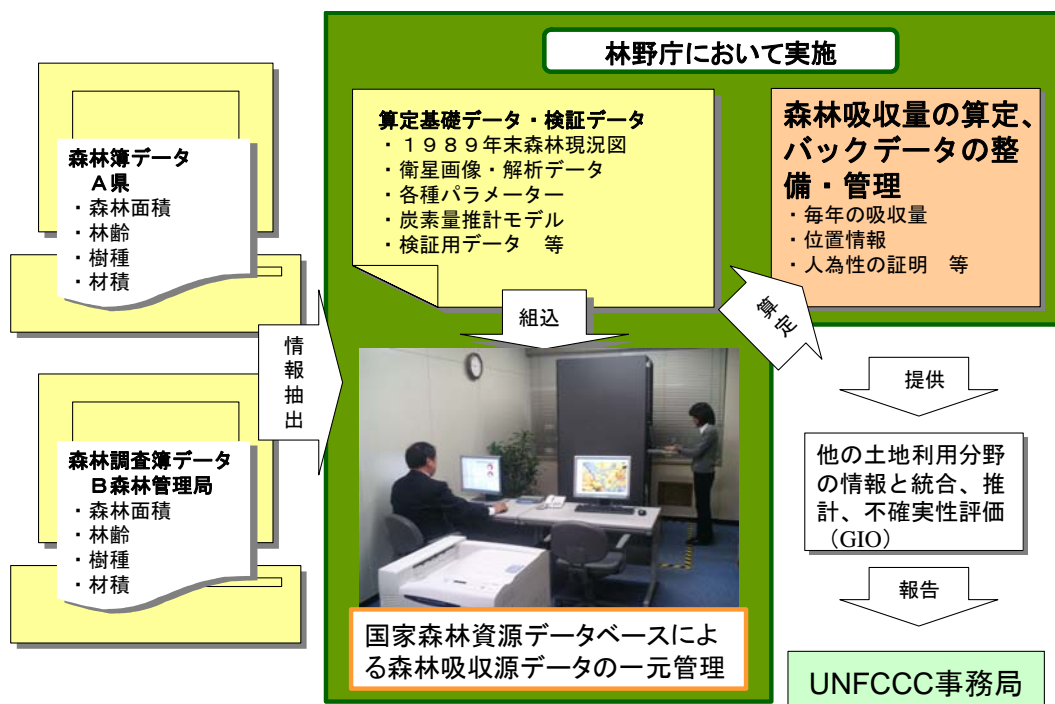 林野庁において実施
森林簿データ
A県
・森林面積
・林齢
・樹種
・材積
森林調査簿データ
B森林管理局
・森林面積
・林齢
・樹種
・材積
情報抽出
算定基礎データ・検証データ
・１９８９年末森林現況図
・衛星画像・解析データ
・各種パラメーター
・炭素量推計モデル
・検証用データ　等
組込
国家森林資源データベースによ
る森林吸収源データの一元管理
算定
森林吸収量の算定、
バックデータの整
備・管理
・毎年の吸収量
・位置情報
・人為性の証明　等
提供
他の土地利用分野
の情報と統合、推
計、不確実性評価
（GIO）
報告
UNFCCC事務局